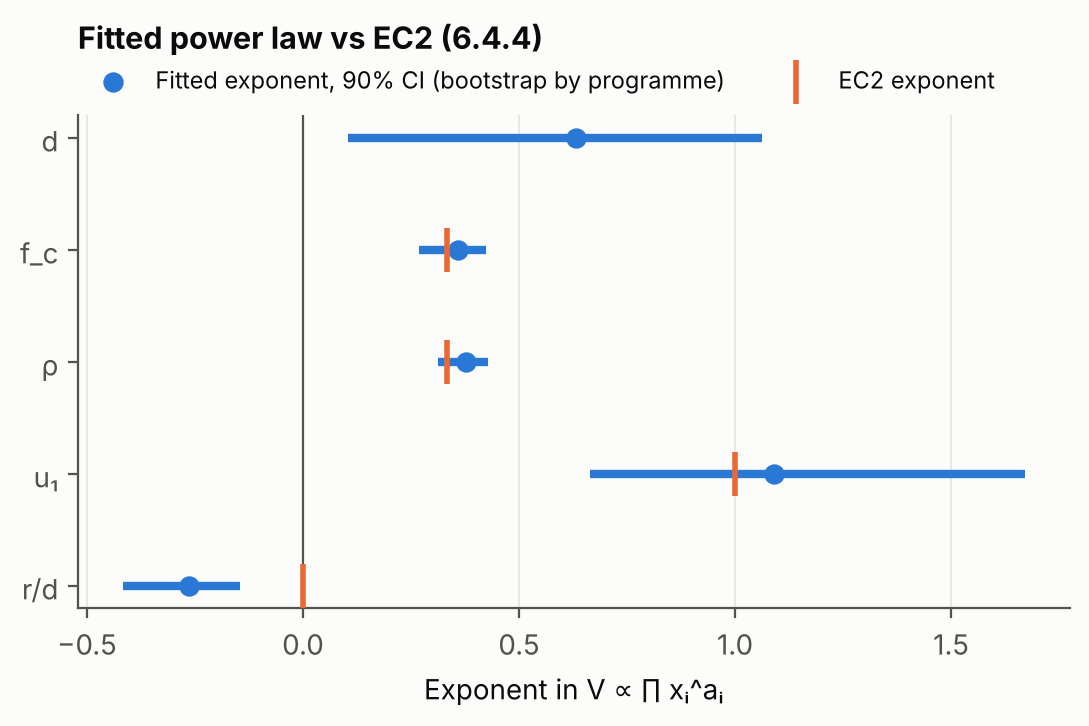 Fitted power law vs EC2 (6.4.4)
Fitted exponent, 90% CI (bootstrap by programme) EC2 exponent
d
f_c
ρ
u₁
r/d
−0.5 0.0 0.5 1.0 1.5
Exponent in V ∝ ∏ xᵢ^aᵢ